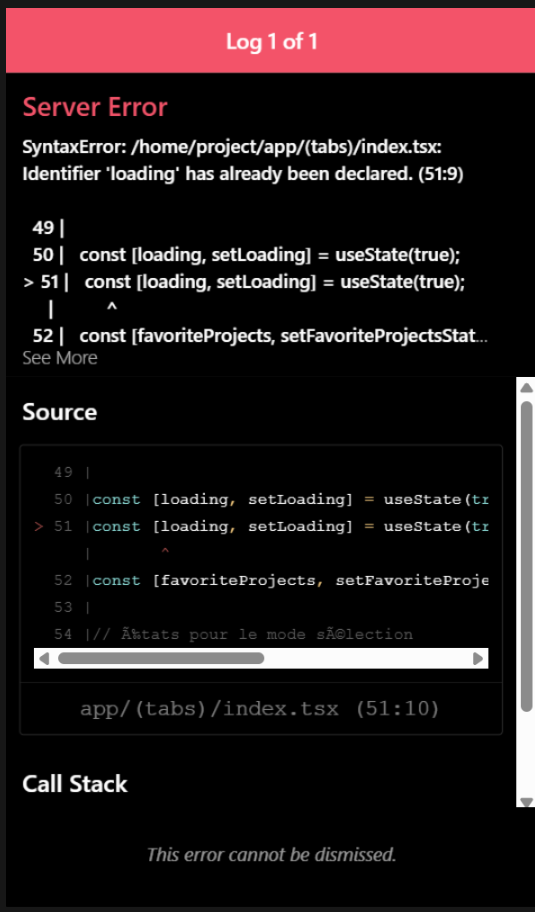 Log 1 of 1
Server Error
SyntaxError: /home/project/app/(tabs)/index.tsx:
Identifier 'loading' has already been declared. (51:9)
49 |
50 | const [loading, setLoading] = useState(true);
> 51 | const [loading, setLoading] = useState(true);
| ^
52 | const [favoriteProjects, setFavoriteProjectsStat...
See More
Source
49 |
50 |const [loading, setLoading] = useState(tr
> 51 |const [loading, setLoading] = useState(tr
| ^
52 |const [favoriteProjects, setFavoriteProje
53 |
54 |// Ã‰tats pour le mode sÃ©lection
app/(tabs)/index.tsx (51:10)
Call Stack
This error cannot be dismissed.